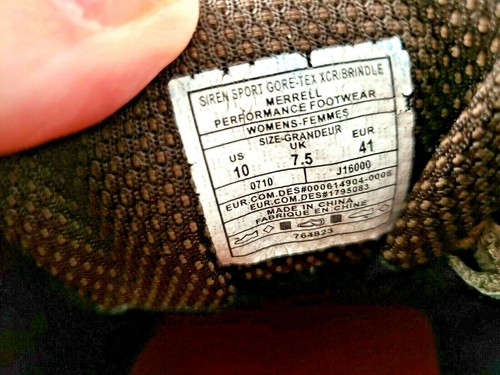 SIREN SPORT GORE-TEX XCR/BRINDLE
MERRELL
PERFORMANCE FOOTWEAR
WOMENS-FEMMES
SIZE-GRANDEUR
US UK EUR
10 7.5 41
0710 J16000
EUR.COM.DES#000614904-0006
EUR.COM.DES#1795083
MADE IN CHINA
FABRIQUE EN CHINE
764823